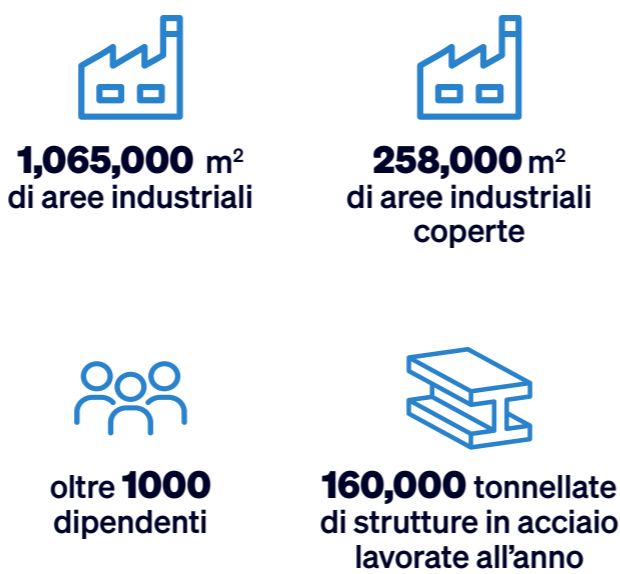 1,065,000 m²
di aree industriali
258,000 m²
di aree industriali
coperte
oltre 1000
dipendenti
160,000 tonnellate
di strutture in acciaio
lavorate all’anno